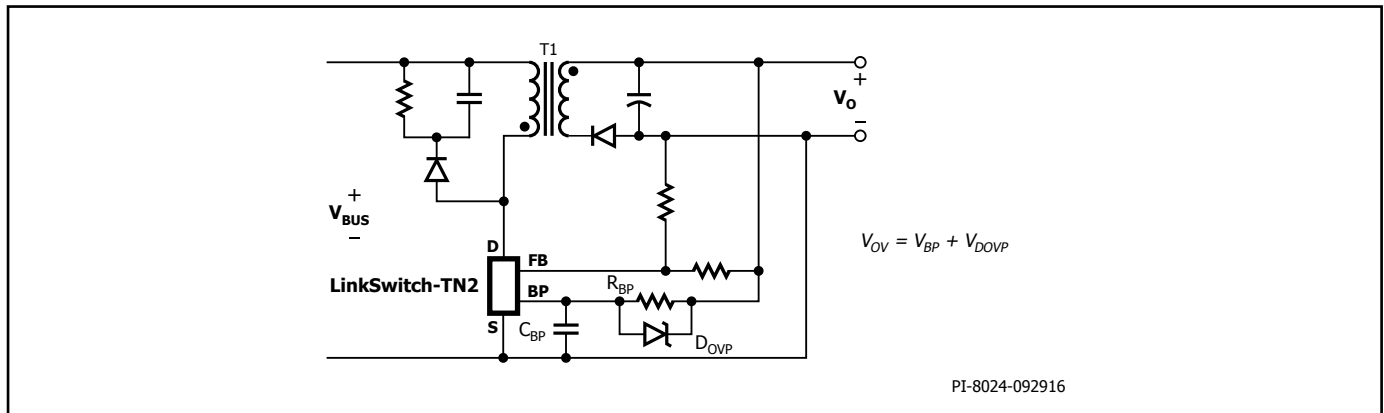 T1
+
V_O
−
+
V_BUS
−
V_OV = V_BP + V_DOVP
D
FB
LinkSwitch-TN2
R_BP
BP
S
C_BP
D_OVP
PI-8024-092916